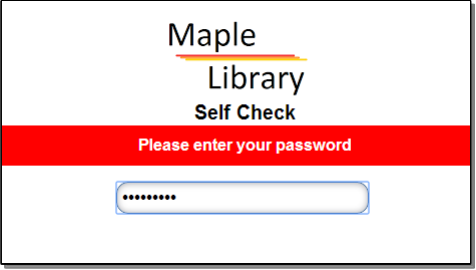 Maple
Library
Self Check
Please enter your password
•••••••••